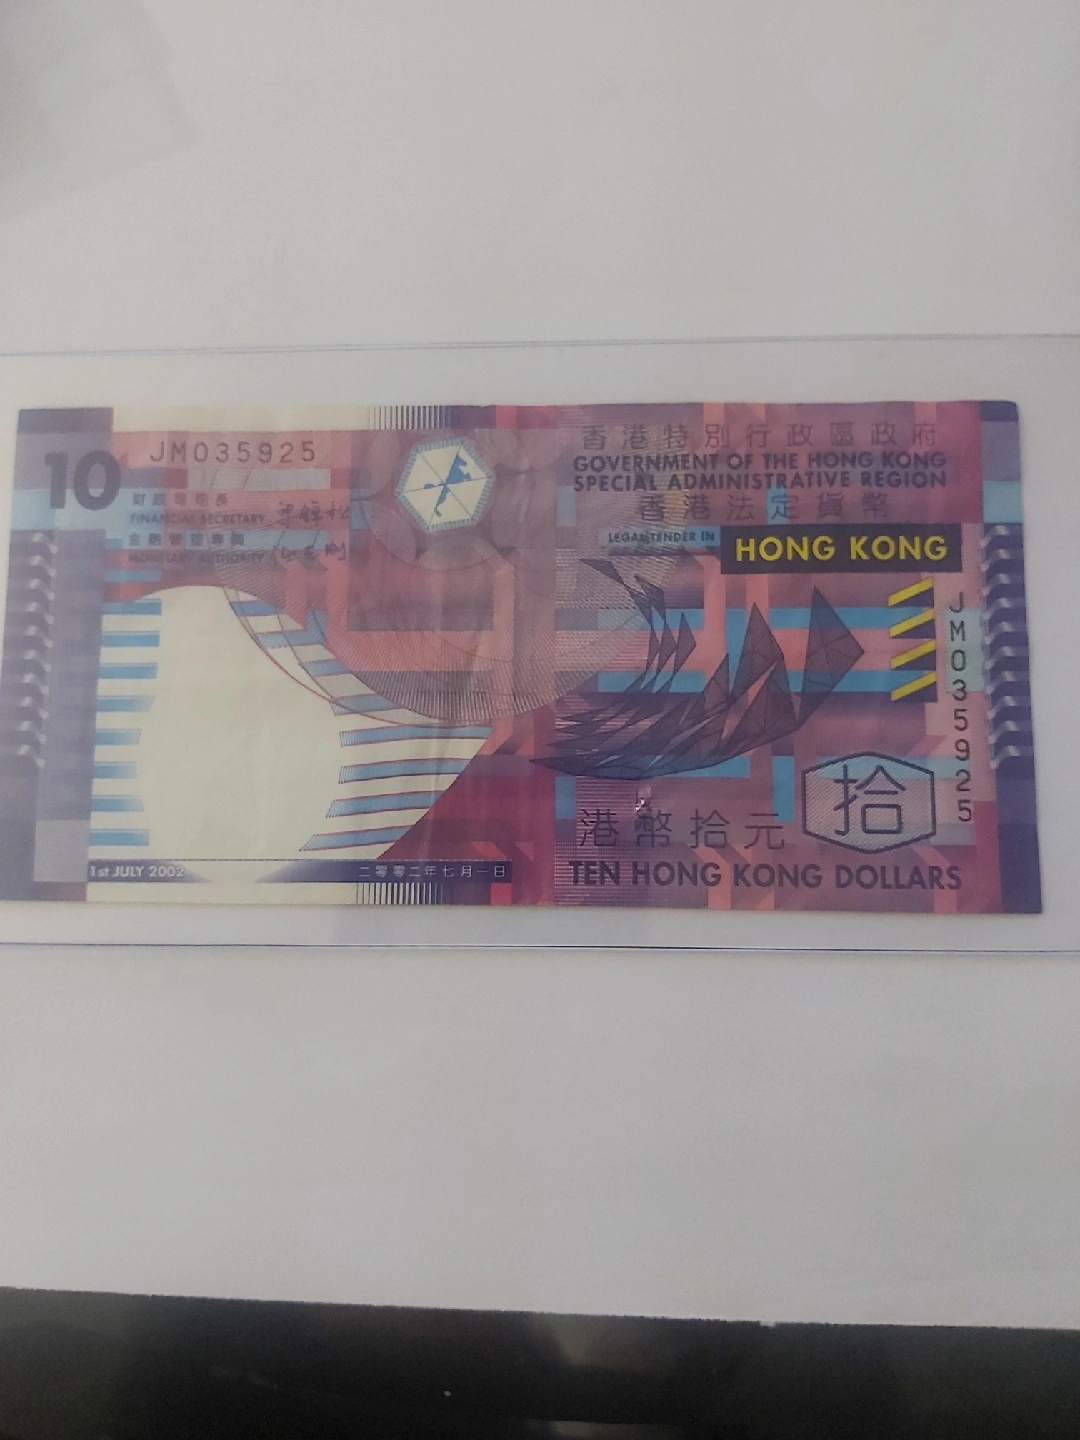 10
JM035925
財政司司長
FINANCIAL SECRETARY
金融管理專員
MONETARY AUTHORITY
香港特別行政區政府
GOVERNMENT OF THE HONG KONG
SPECIAL ADMINISTRATIVE REGION
香港法定貨幣
LEGAL TENDER IN
HONG KONG
JM035925
拾
港幣拾元
TEN HONG KONG DOLLARS
1st JULY 2002
二零零二年七月一日